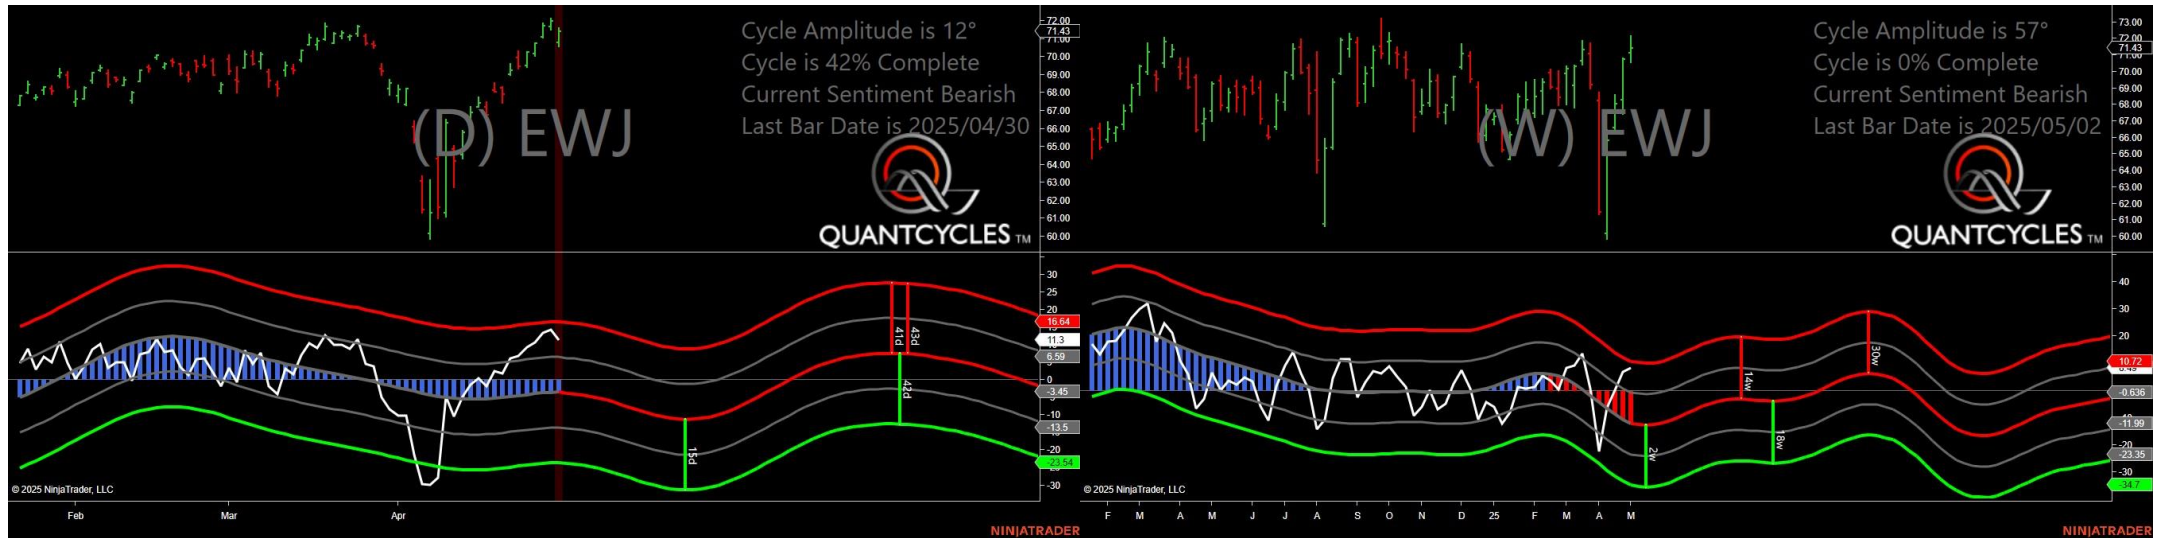 Cycle Amplitude is 12°
Cycle is 42% Complete
Current Sentiment Bearish
Last Bar Date is 2025/04/30
(D) EWJ
QUANTCYCLES TM
72.00
71.43
71.00
70.00
69.00
68.00
67.00
66.00
65.00
64.00
63.00
62.00
61.00
60.00
30
25
20
16.64
11.3
6.59
0
-3.45
-10
-13.5
-20
-23.54
-30
41d
43d
42d
15d
© 2025 NinjaTrader, LLC
Feb
Mar
Apr
NINJATRADER
Cycle Amplitude is 57°
Cycle is 0% Complete
Current Sentiment Bearish
Last Bar Date is 2025/05/02
(W) EWJ
QUANTCYCLES TM
73.00
72.00
71.43
71.00
70.00
69.00
68.00
67.00
66.00
65.00
64.00
63.00
62.00
61.00
60.00
40
30
20
10.72
-0.636
-11.99
-20
-23.35
-30
-34.7
14w
30w
18w
2w
© 2025 NinjaTrader, LLC
F M A M J J A S O N D 25 F M A M
NINJATRADER